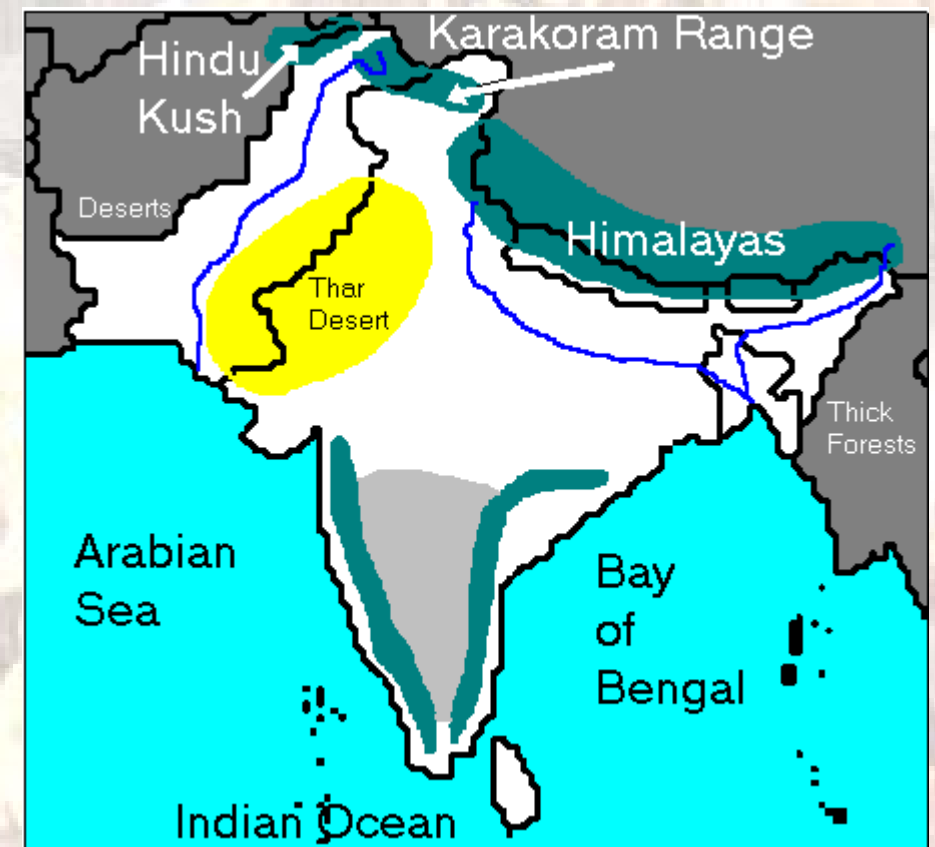 Karakoram Range
Hindu
Kush
Deserts
Himalayas
Thar
Desert
Thick
Forests
Arabian
Sea
Bay
of
Bengal
Indian Ocean